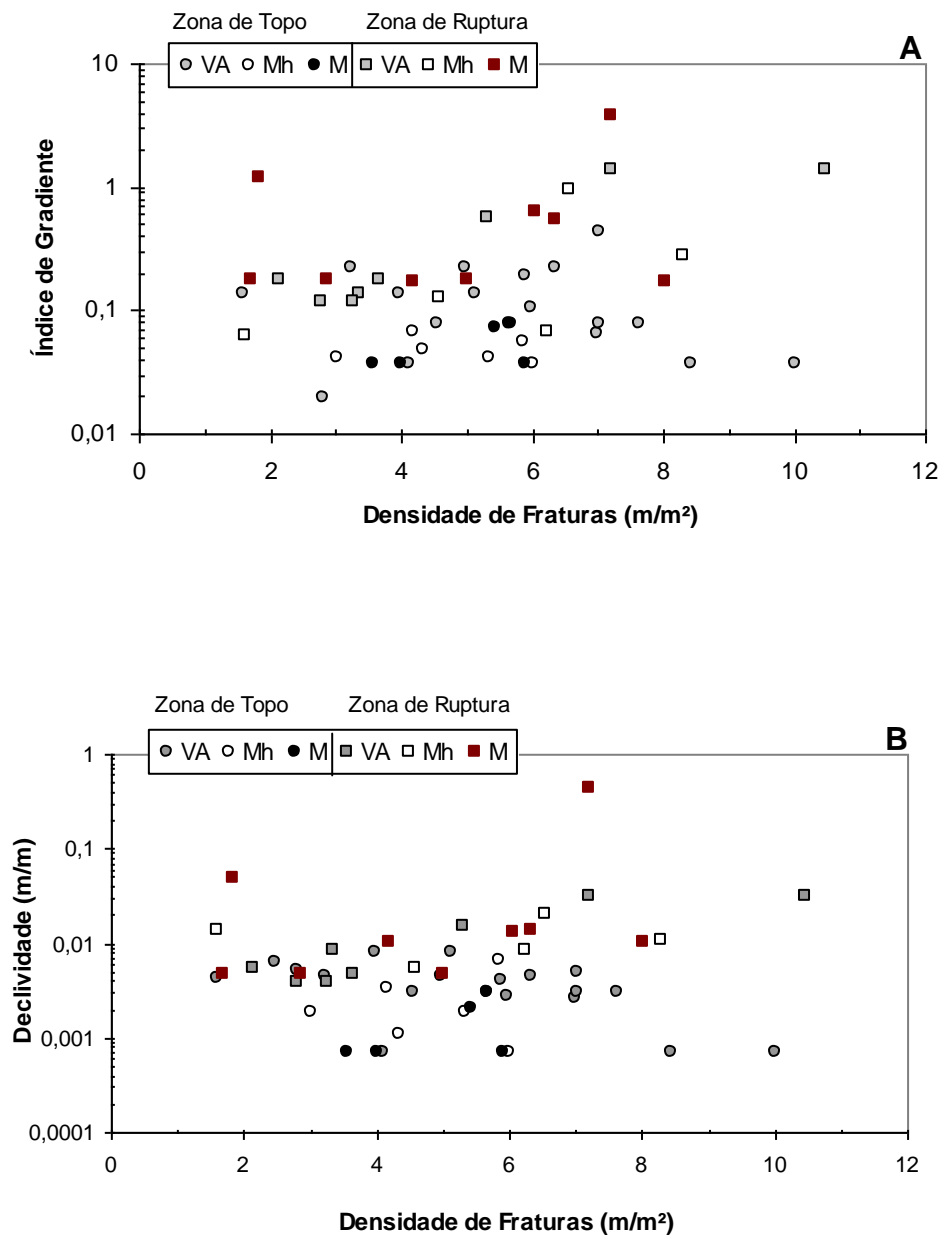 Zona de Topo Zona de Ruptura
VA Mh M VA Mh M
A
10
1
0,1
0,01
Índice de Gradiente
0 2 4 6 8 10 12
Densidade de Fraturas (m/m²)
Zona de Topo Zona de Ruptura
VA Mh M VA Mh M
B
1
0,1
0,01
0,001
0,0001
Declividade (m/m)
0 2 4 6 8 10 12
Densidade de Fraturas (m/m²)